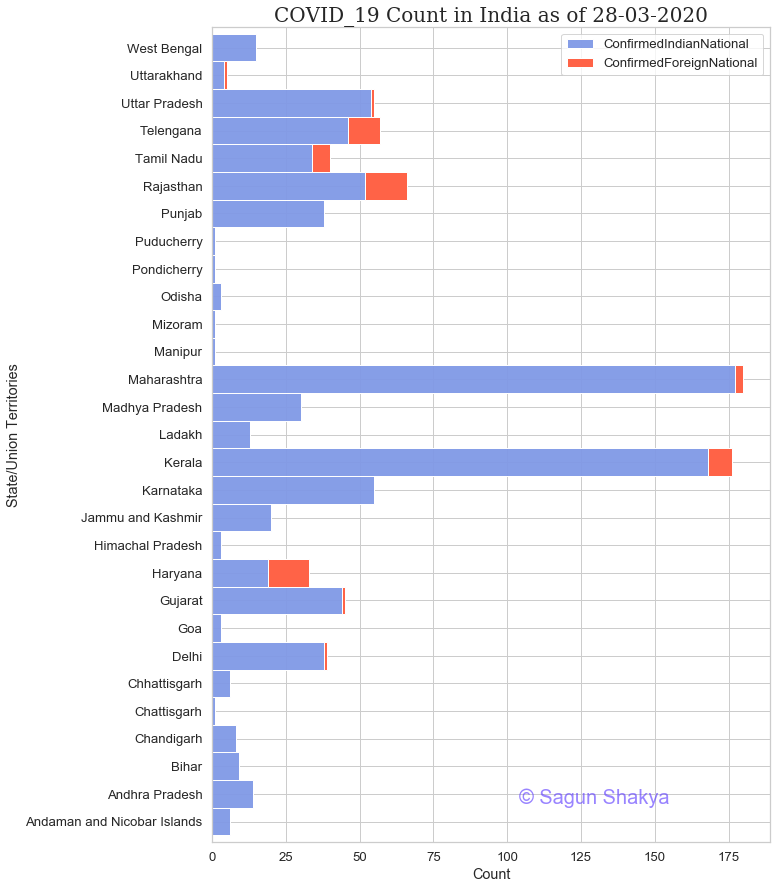 COVID_19 Count in India as of 28-03-2020
ConfirmedIndianNational
ConfirmedForeignNational
West Bengal
Uttarakhand
Uttar Pradesh
Telengana
Tamil Nadu
Rajasthan
Punjab
Puducherry
Pondicherry
Odisha
Mizoram
Manipur
Maharashtra
Madhya Pradesh
Ladakh
Kerala
Karnataka
Jammu and Kashmir
Himachal Pradesh
Haryana
Gujarat
Goa
Delhi
Chhattisgarh
Chattisgarh
Chandigarh
Bihar
Andhra Pradesh
Andaman and Nicobar Islands
State/Union Territories
© Sagun Shakya
0 25 50 75 100 125 150 175
Count